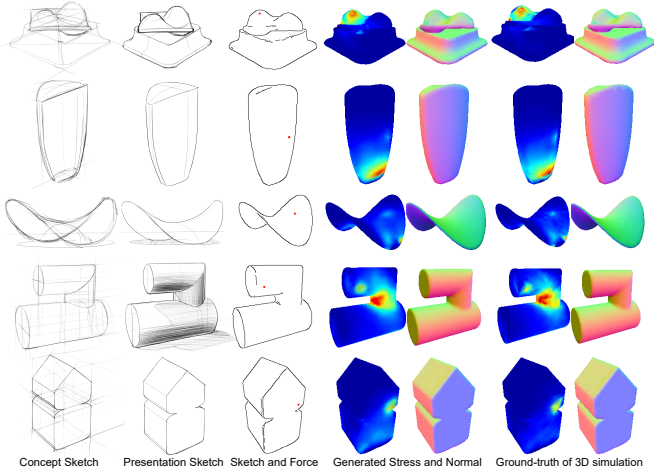 Concept Sketch
Presentation Sketch
Sketch and Force
Generated Stress and Normal
Ground-truth of 3D simulation